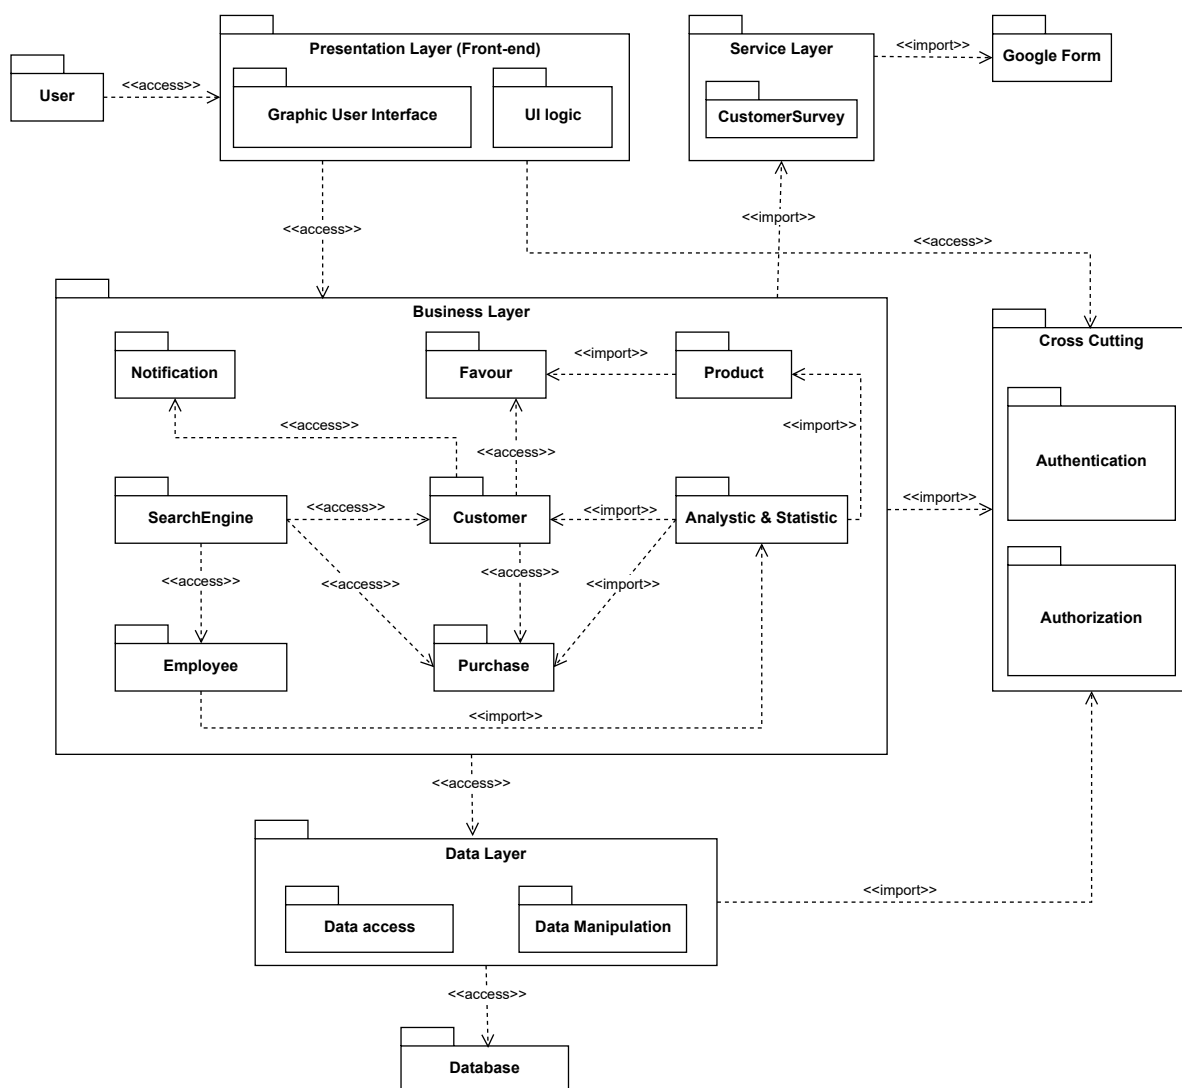 Presentation Layer (Front-end)
Service Layer
<<import>>
Google Form
User
<<access>>
Graphic User Interface
UI logic
CustomerSurvey
<<access>>
<<import>>
<<access>>
Business Layer
Cross Cutting
Notification
Favour
<<import>>
Product
<<access>>
<<access>>
<<import>>
Authentication
SearchEngine
<<access>>
Customer
<<import>>
Analystic & Statistic
<<import>>
<<access>>
<<access>>
<<access>>
<<import>>
Authorization
Employee
Purchase
<<import>>
<<access>>
Data Layer
<<import>>
Data access
Data Manipulation
<<access>>
Database